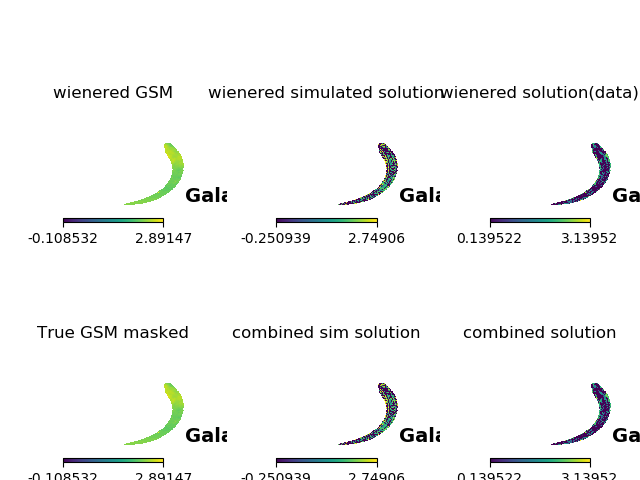 wienered GSM
wienered simulated solution
wienered solution(data)
Gala
Gala
Ga
-0.108532 2.89147
-0.250939 2.74906
0.139522 3.13952
True GSM masked
combined sim solution
combined solution
Gala
Gala
Ga
-0.108532 2.89147
-0.250939 2.74906
0.139522 3.13952